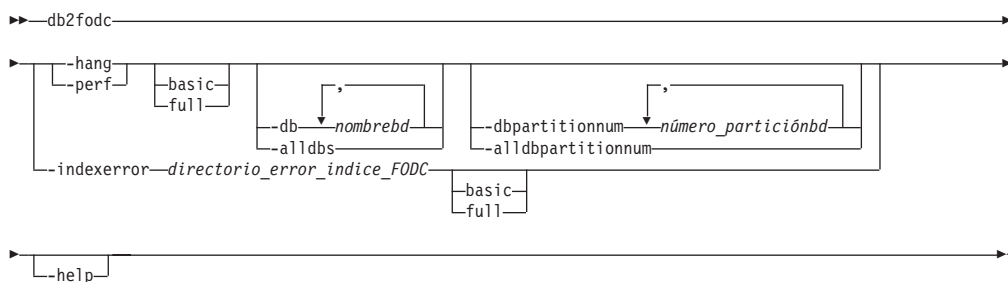 db2fodc
-hang
-perf
basic
full
-db nombrebd ,
-alldbs
-dbpartitionnum número_particiónbd ,
-alldbpartitionnum
-indexerror directorio_error_indice_FODC
basic
full
-help